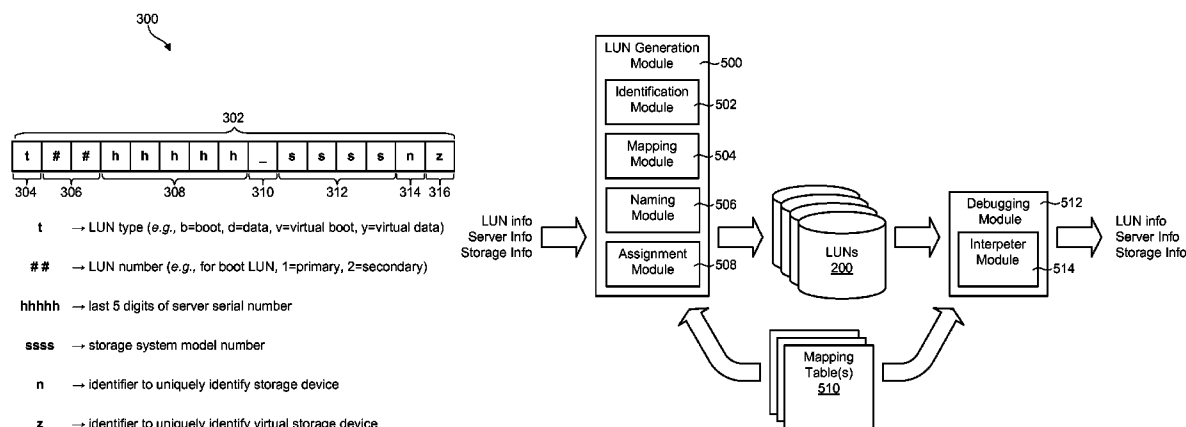 300
302
t # # h h h h h _ s s s s n z
304 306 308 310 312 314 316
t → LUN type (e.g., b=boot, d=data, v=virtual boot, y=virtual data)
## → LUN number (e.g., for boot LUN, 1=primary, 2=secondary)
hhhhh → last 5 digits of server serial number
ssss → storage system model number
n → identifier to uniquely identify storage device
z → identifier to uniquely identify virtual storage device
LUN info
Server Info
Storage Info
LUN Generation
Module
500
Identification
Module
502
Mapping
Module
504
Naming
Module
506
Assignment
Module
508
LUNs
200
Mapping
Table(s)
510
Debugging
Module
512
Interpeter
Module
514
LUN info
Server Info
Storage Info